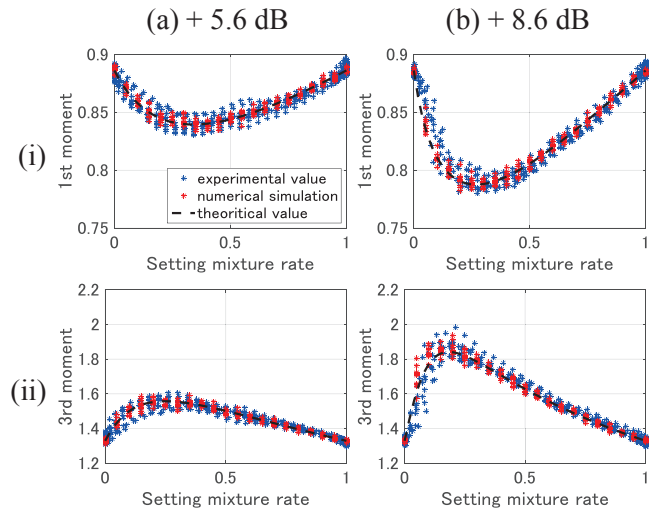 (a) + 5.6 dB
(b) + 8.6 dB
(i)
1st moment
0.9
0.85
0.8
0.75
experimental value
numerical simulation
theoritical value
0
0.5
1
Setting mixture rate
1st moment
0.9
0.85
0.8
0.75
0
0.5
1
Setting mixture rate
(ii)
3rd moment
2.2
2
1.8
1.6
1.4
1.2
0
0.5
1
Setting mixture rate
3rd moment
2.2
2
1.8
1.6
1.4
1.2
0
0.5
1
Setting mixture rate